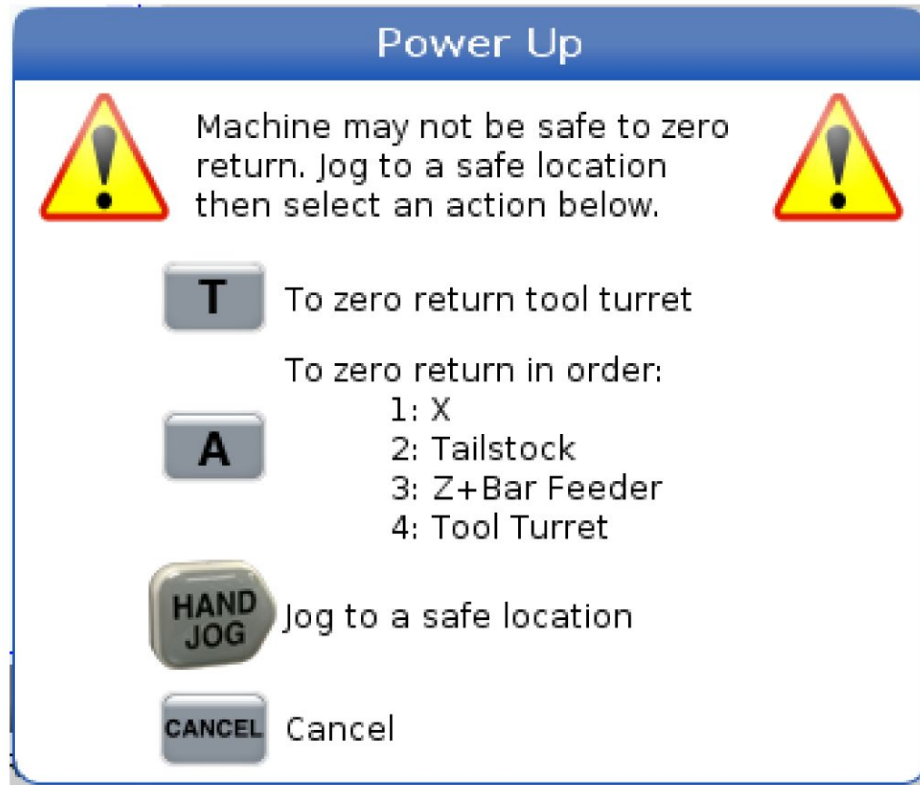 Power Up
Machine may not be safe to zero
return. Jog to a safe location
then select an action below.
T To zero return tool turret
To zero return in order:
1: X
2: Tailstock
A
3: Z+Bar Feeder
4: Tool Turret
HAND
JOG
Jog to a safe location
CANCEL Cancel